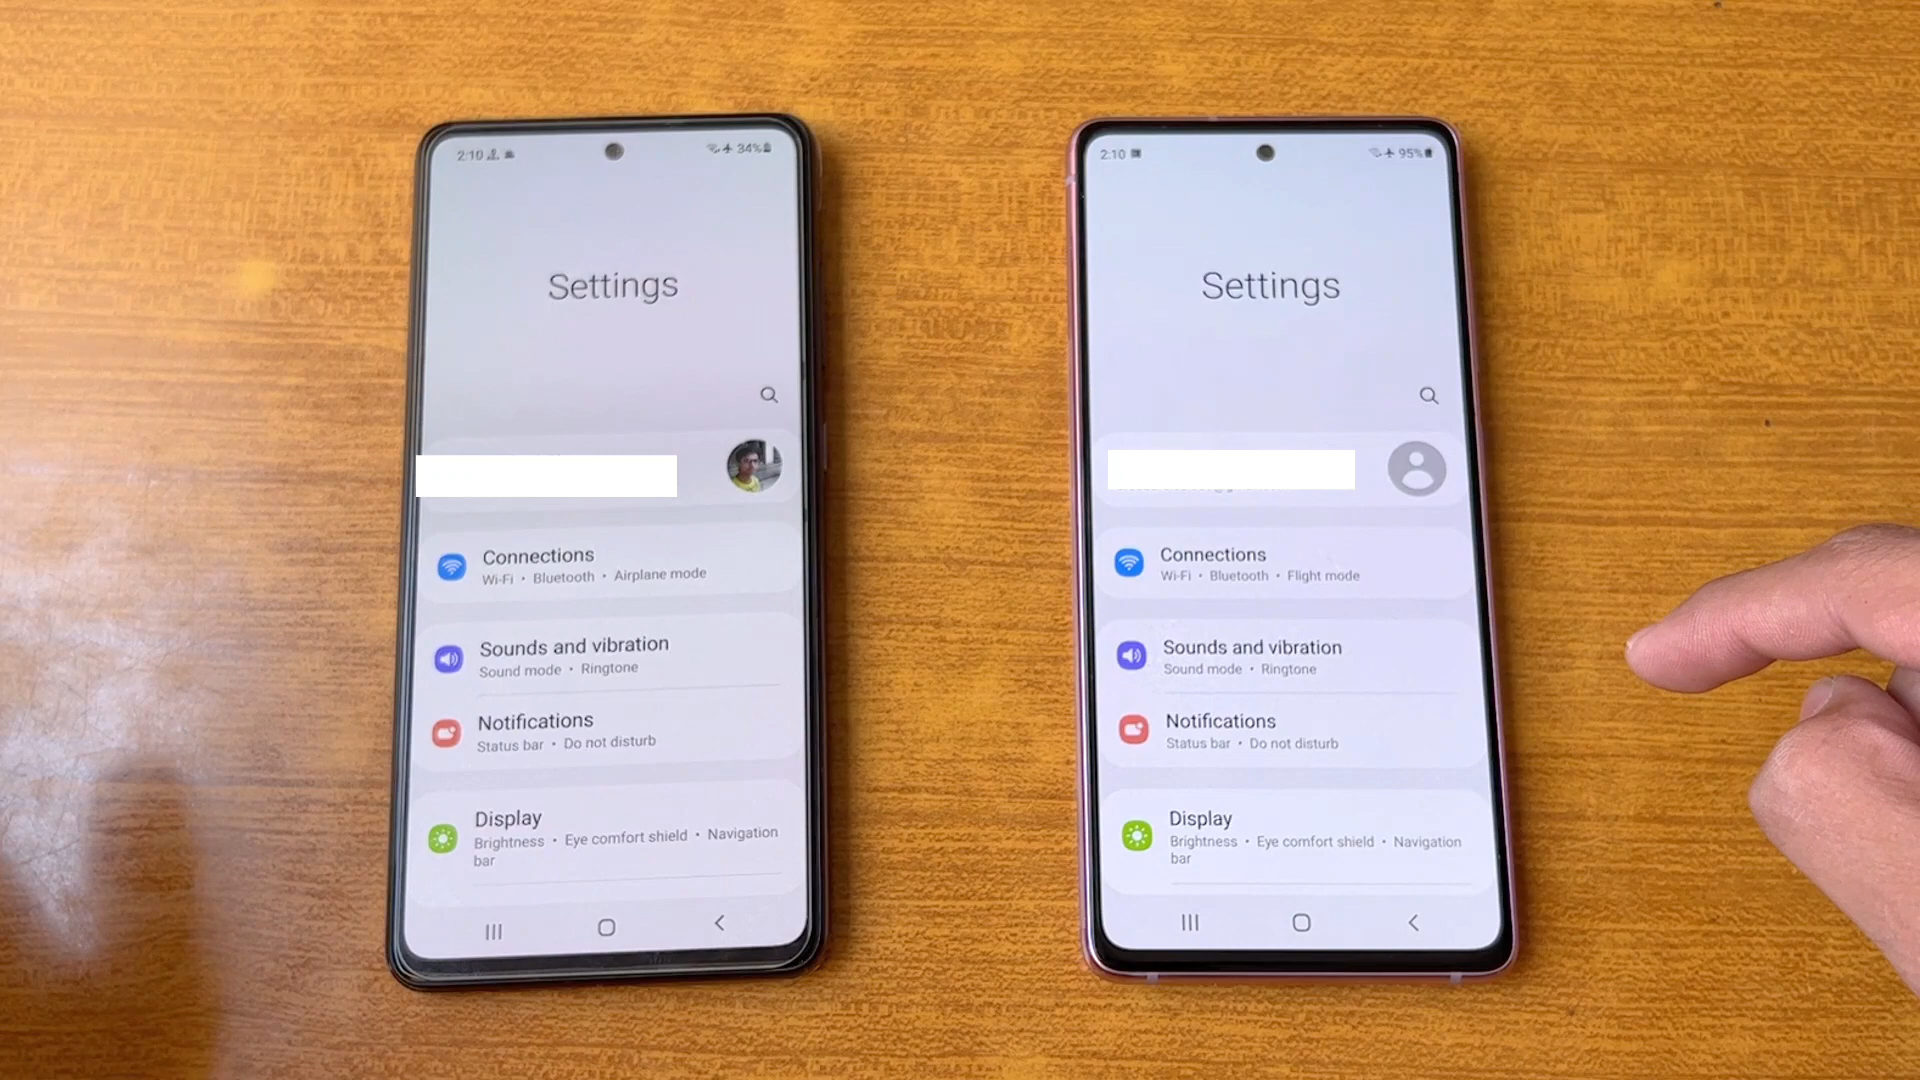 2:10
34%
Settings
Connections
Wi-Fi • Bluetooth • Airplane mode
Sounds and vibration
Sound mode • Ringtone
Notifications
Status bar • Do not disturb
Display
Brightness • Eye comfort shield • Navigation
bar
2:10
95%
Settings
Connections
Wi-Fi • Bluetooth • Flight mode
Sounds and vibration
Sound mode • Ringtone
Notifications
Status bar • Do not disturb
Display
Brightness • Eye comfort shield • Navigation
bar